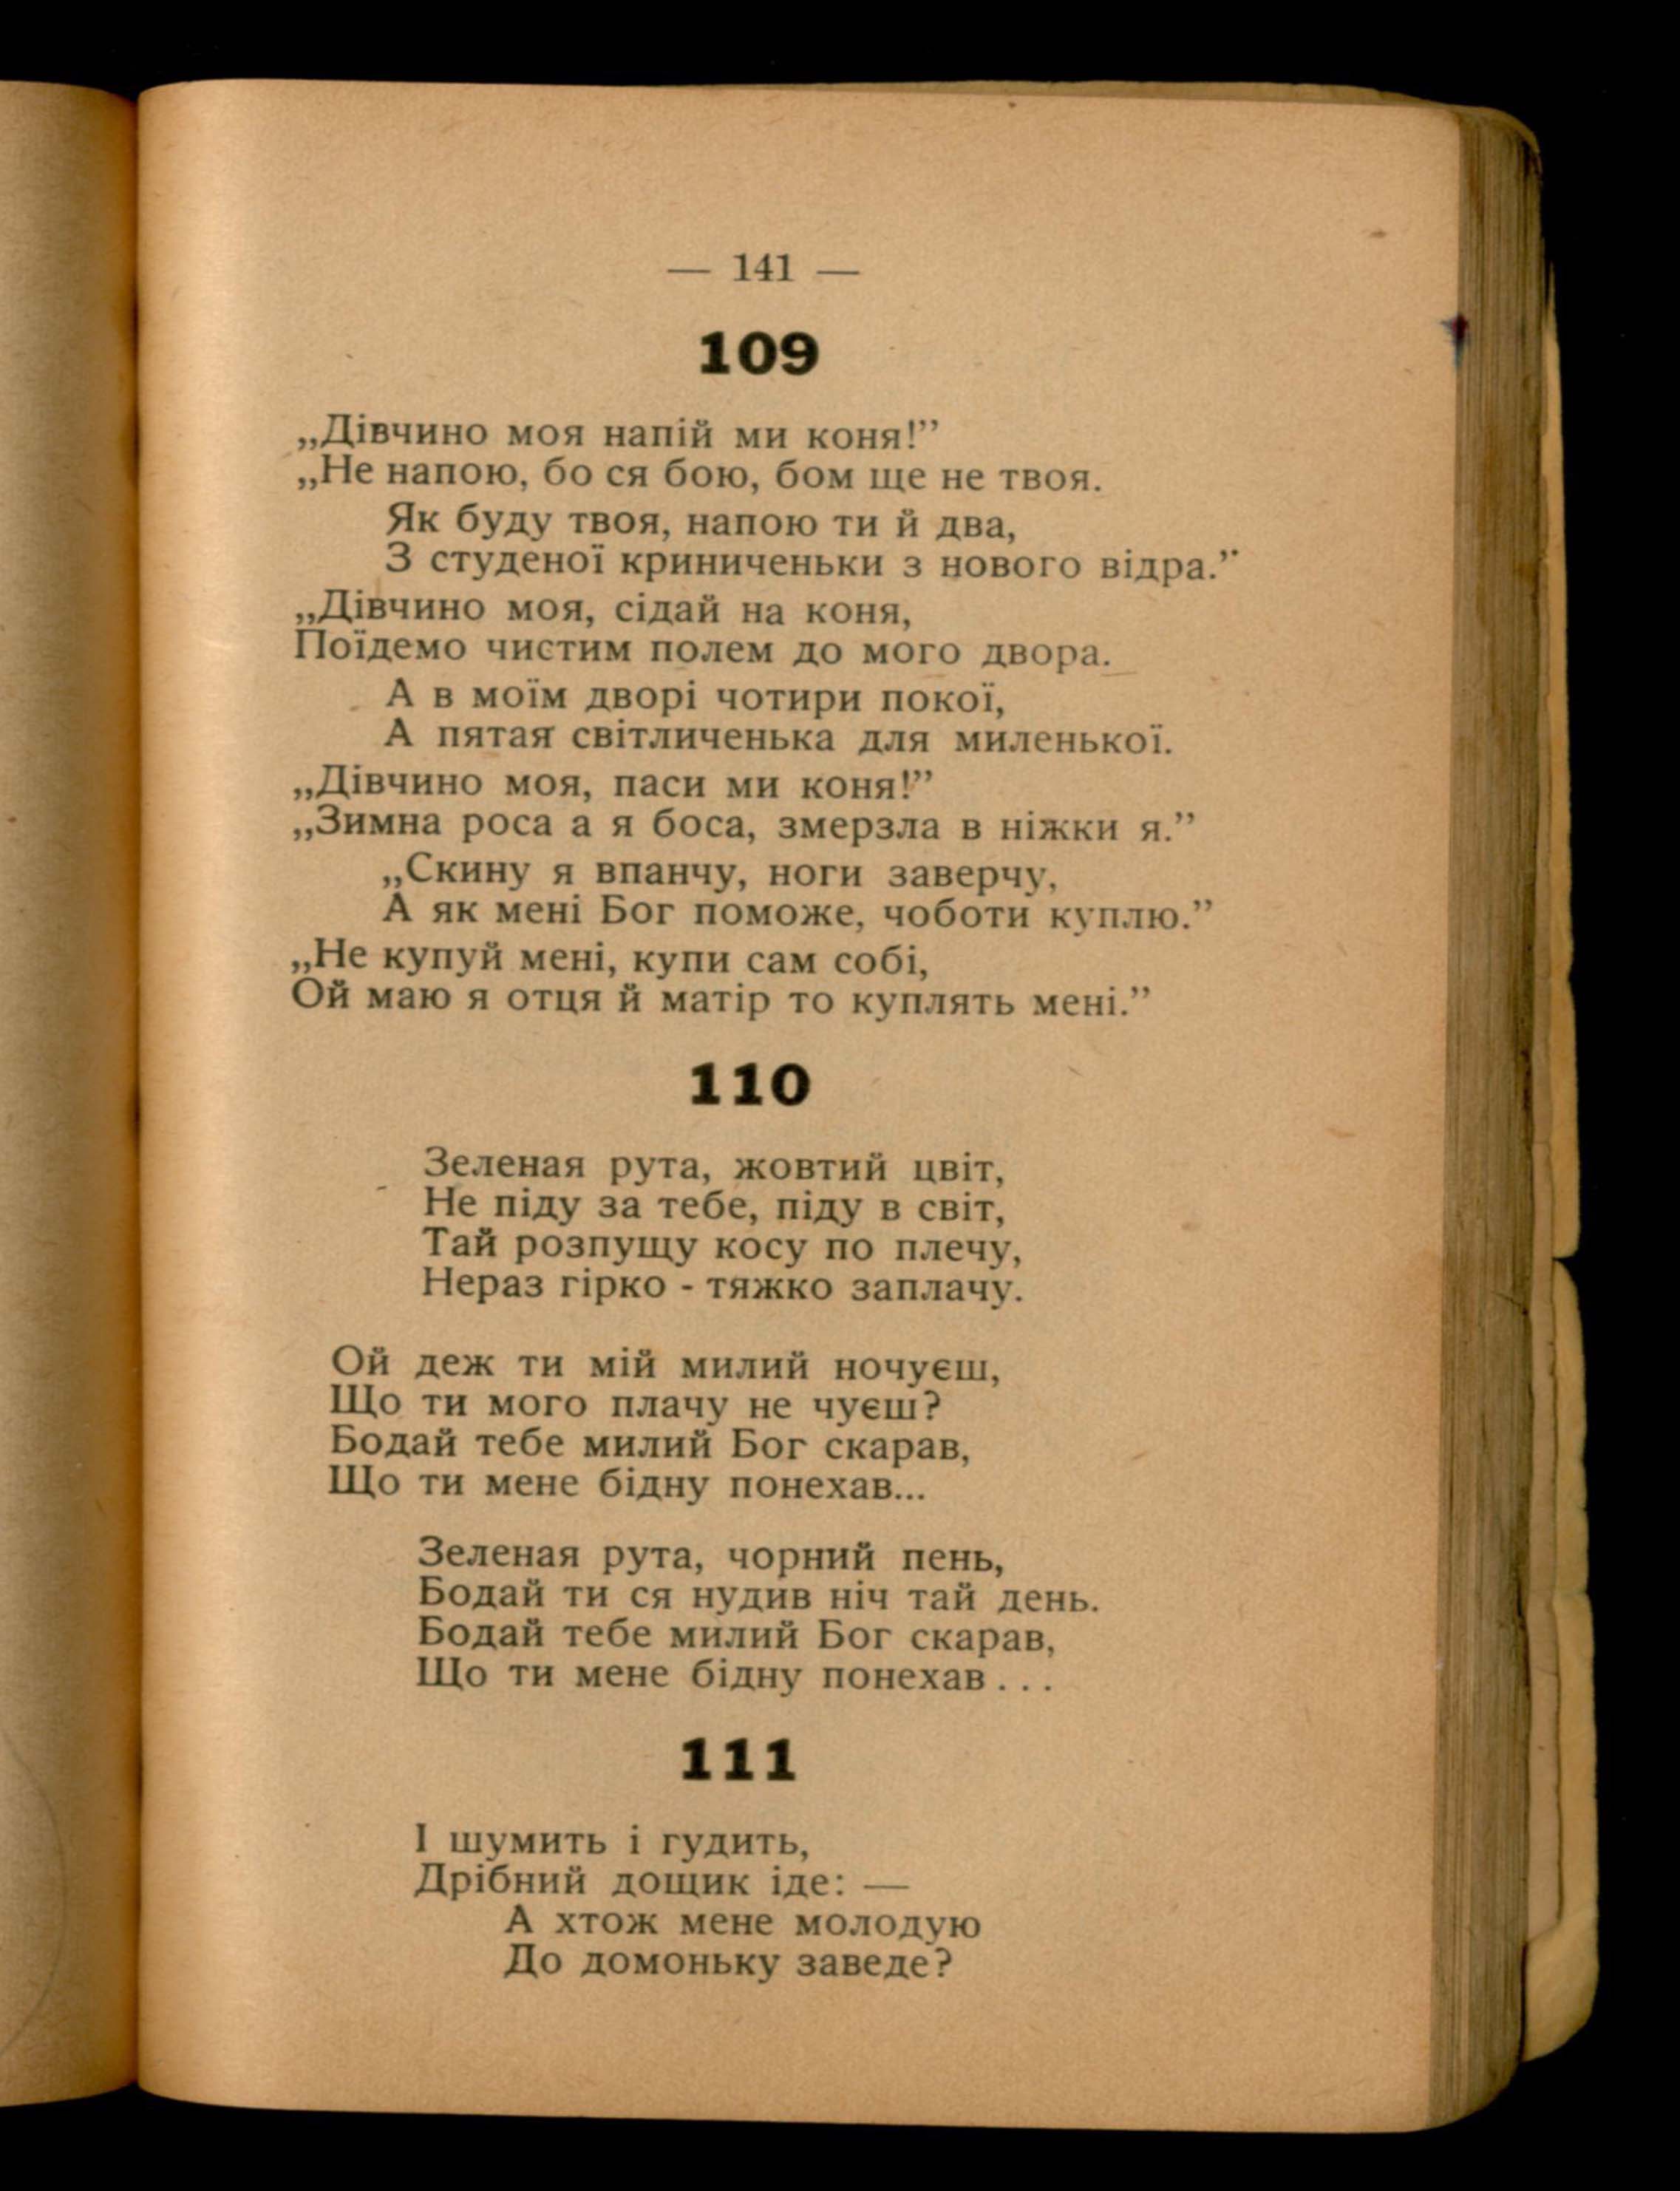 — 141 —
109
„Дівчино моя напій ми коня!”
„Не напою, бо ся бою, бом ще не твоя.
Як буду твоя, напою ти й два,
З студеної криниченьки з нового відра.”
„Дівчино моя, сідай на коня,
Поїдемо чистим полем до мого двора.
А в моїм дворі чотири покої,
А пятая світличенька для миленької.
„Дівчино моя, паси ми коня!”
„Зимна роса а я боса, змерзла в ніжки я.”
„Скину я впанчу, ноги заверчу,
А як мені Бог поможе, чоботи куплю.”
„Не купуй мені, купи сам собі,
Ой маю я отця й матір то куплять мені.”
110
Зеленая рута, жовтий цвіт,
Не піду за тебе, піду в світ,
Тай розпущу косу по плечу,
Нераз гірко - тяжко заплачу.
Ой деж ти мій милий ночуєш,
Що ти мого плачу не чуєш?
Бодай тебе милий Бог скарав,
Що ти мене бідну понехав...
Зеленая рута, чорний пень,
Бодай ти ся нудив ніч тай день.
Бодай тебе милий Бог скарав,
Що ти мене бідну понехав...
111
І шумить і гудить,
Дрібний дощик іде: —
А хтож мене молодую
До домоньку заведе?